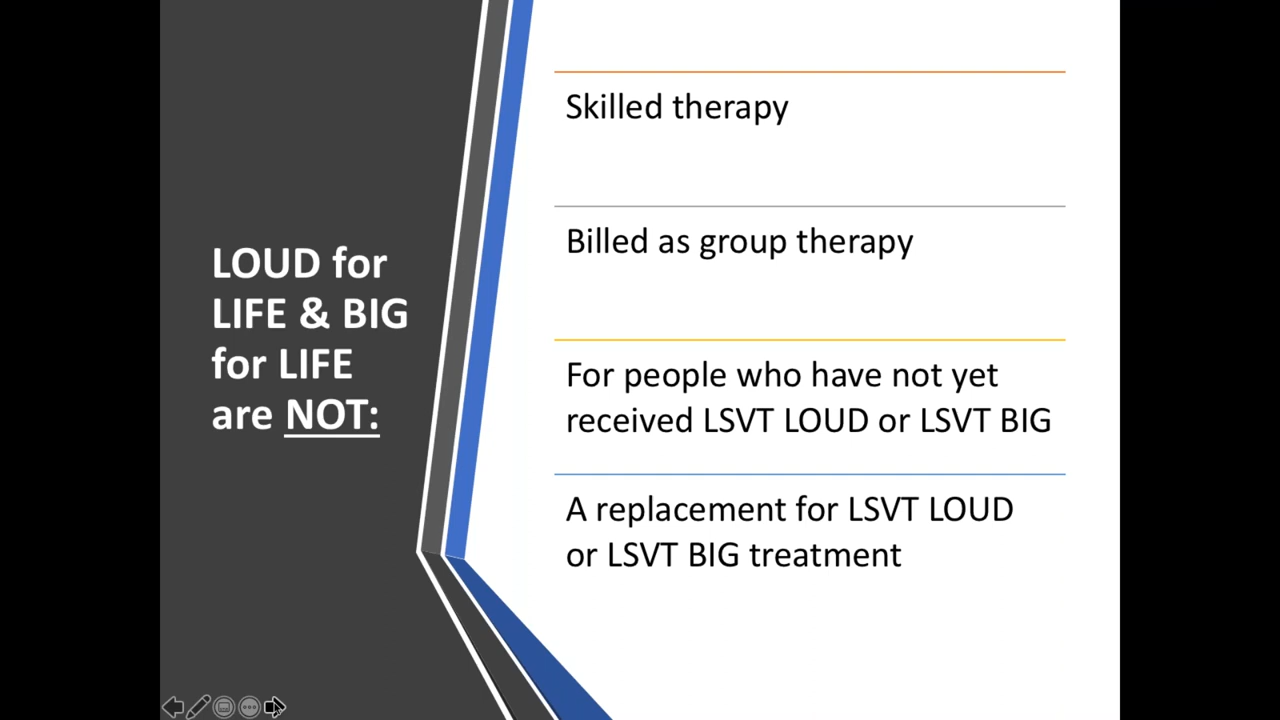 LOUD for
LIFE & BIG
for LIFE
are NOT:
Skilled therapy
Billed as group therapy
For people who have not yet
received LSVT LOUD or LSVT BIG
A replacement for LSVT LOUD
or LSVT BIG treatment